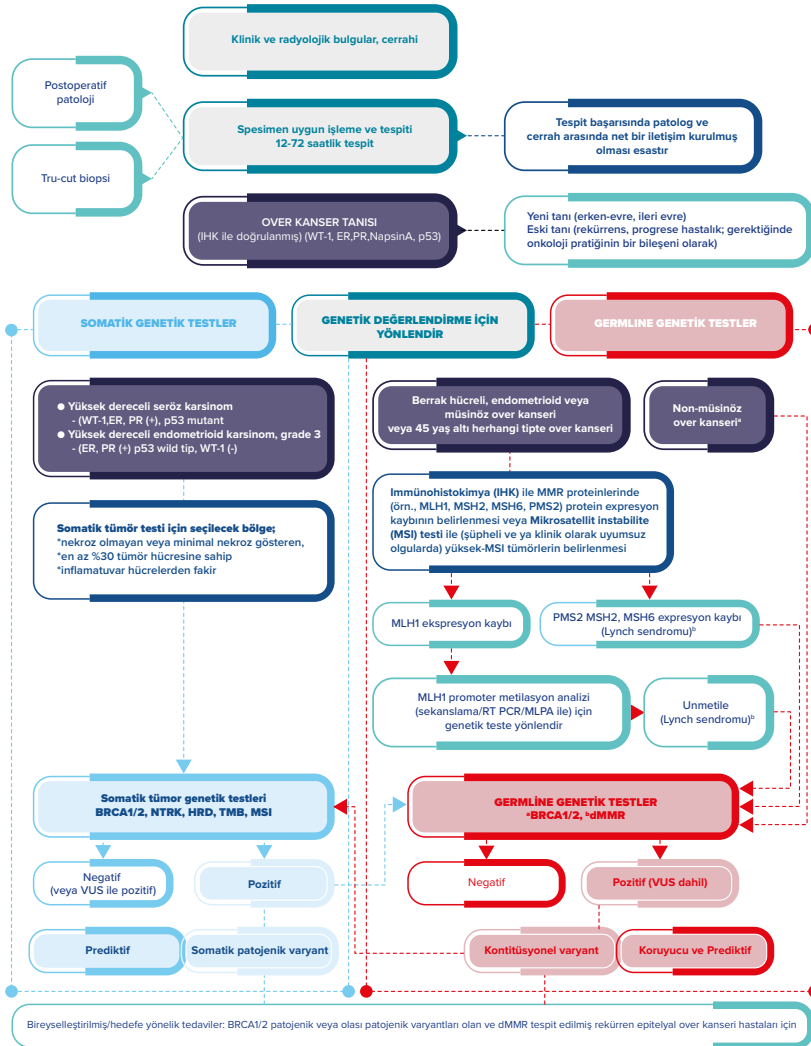 Klinik ve radyolojik bulgular, cerrahi
Postoperatif
patoloji
Spesimen uygun işleme ve tespiti
12-72 saatlik tespit
Tespit başarısında patolog ve
cerrah arasında net bir iletişim kurulmuş
olması esastır
Tru-cut biopsi
OVER KANSER TANISI
(IHK ile doğrulanmış) (WT-1, ER,PR,NapsinA, p53)
Yeni tanı (erken-evre, ileri evre)
Eski tanı (rekürrens, progrese hastalık; gerektiğinde
onkoloji pratiğinin bir bileşeni olarak)
SOMATİK GENETİK TESTLER
GENETİK DEĞERLENDİRME İÇİN
YÖNLENDİR
GERMLINE GENETİK TESTLER
● Yüksek dereceli seröz karsinom
- (WT-1,ER, PR (+), p53 mutant
● Yüksek dereceli endometrioid karsinom, grade 3
- (ER, PR (+) p53 wild tip, WT-1 (-)
Berrak hücreli, endometrioid veya
müsinöz over kanseri
veya 45 yaş altı herhangi tipte over kanseri
Non-müsinöz
over kanseriᵃ
Somatik tümör testi için seçilecek bölge;
*nekroz olmayan veya minimal nekroz gösteren,
*en az %30 tümör hücresine sahip
*inflamatuvar hücrelerden fakir
İmmünohistokimya (IHK) ile MMR proteinlerinde
(örn., MLH1, MSH2, MSH6, PMS2) protein expresyon
kaybının belirlenmesi veya Mikrosatellit instabilite
(MSI) testi ile (şüpheli ve ya klinik olarak uyumsuz
olgularda) yüksek-MSI tümörlerin belirlenmesi
MLH1 ekspresyon kaybı
PMS2 MSH2, MSH6 expresyon kaybı
(Lynch sendromu)ᵇ
MLH1 promoter metilasyon analizi
(sekanslama/RT PCR/MLPA ile) için
genetik teste yönlendir
Unmetile
(Lynch sendromu)ᵇ
Somatik tümor genetik testleri
BRCA1/2, NTRK, HRD, TMB, MSI
GERMLİNE GENETİK TESTLER
ᵃBRCA1/2, ᵇdMMR
Negatif
(veya VUS ile pozitif)
Pozitif
Negatif
Pozitif (VUS dahil)
Prediktif
Somatik patojenik varyant
Kontitüsyonel varyant
Koruyucu ve Prediktif
Bireyselleştirilmiş/hedefe yönelik tedaviler: BRCA1/2 patojenik veya olası patojenik varyantları olan ve dMMR tespit edilmiş rekürren epitelyal over kanseri hastaları için